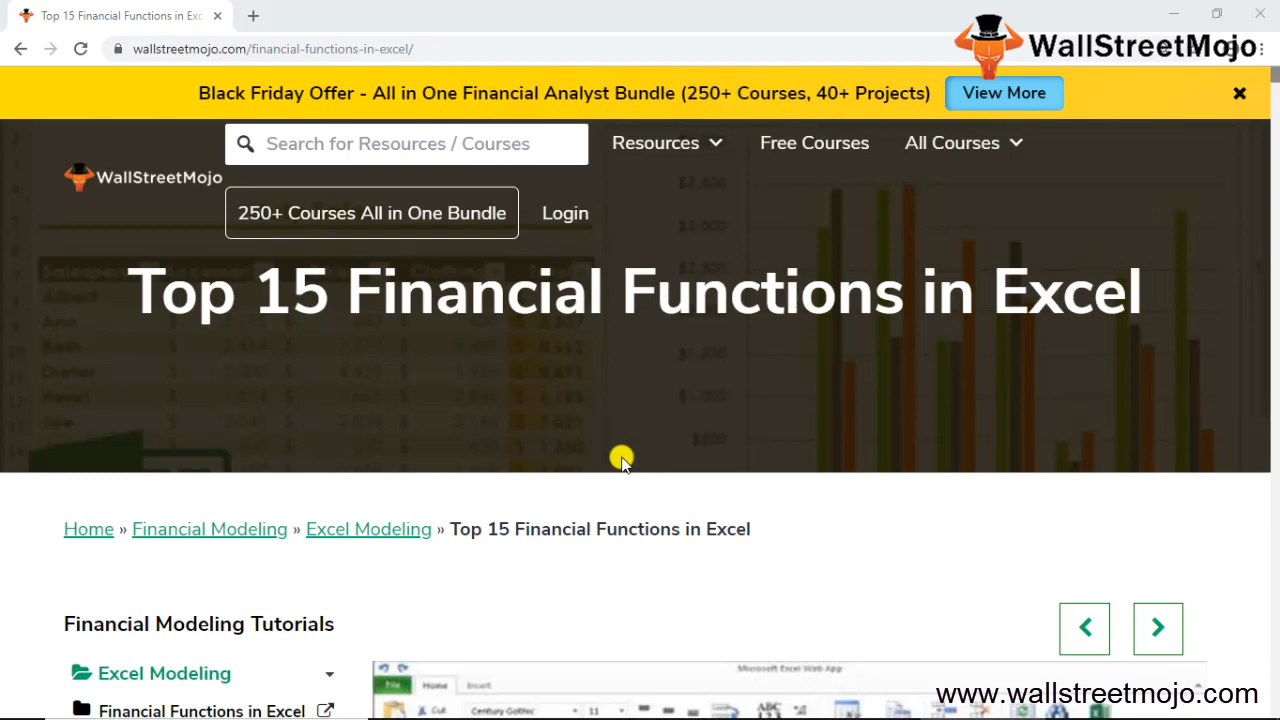 Top 15 Financial Functions in Exc
wallstreetmojo.com/financial-functions-in-excel/
WallStreetMojo
Black Friday Offer - All in One Financial Analyst Bundle (250+ Courses, 40+ Projects)
View More
Search for Resources / Courses
Resources
Free Courses
All Courses
WallStreetMojo
250+ Courses All in One Bundle
Login
Top 15 Financial Functions in Excel
Home » Financial Modeling » Excel Modeling » Top 15 Financial Functions in Excel
Financial Modeling Tutorials
Excel Modeling
Financial Functions in Excel
Microsoft Excel Web App
File Home Insert
Cut Century Gothic 11 ABC
www.wallstreetmojo.com